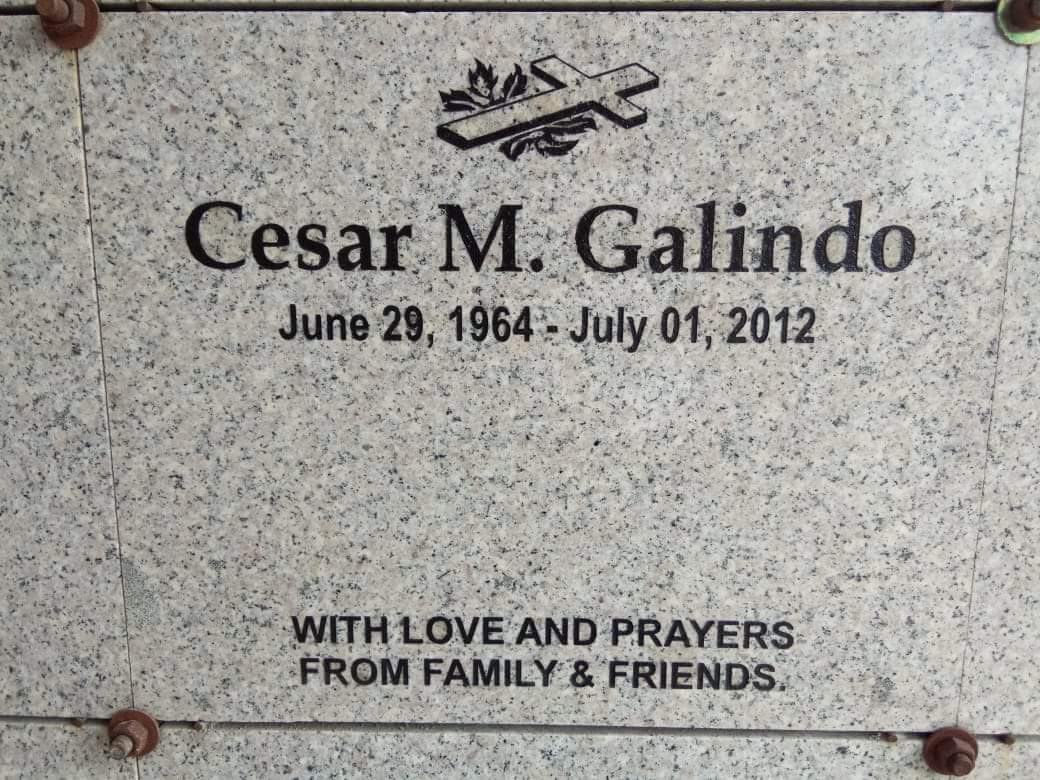 Cesar M. Galindo
June 29, 1964 - July 01, 2012
WITH LOVE AND PRAYERS
FROM FAMILY & FRIENDS.